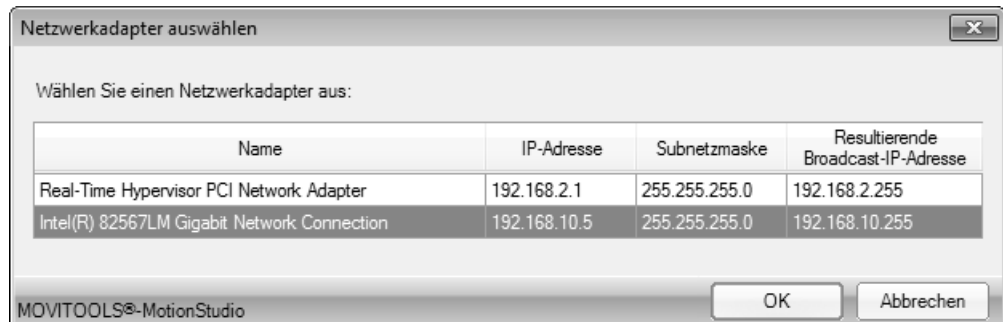 Netzwerkadapter auswählen
Wählen Sie einen Netzwerkadapter aus:
Name IP-Adresse Subnetzmaske Resultierende Broadcast-IP-Adresse
Real-Time Hypervisor PCI Network Adapter 192.168.2.1 255.255.255.0 192.168.2.255
Intel(R) 82567LM Gigabit Network Connection 192.168.10.5 255.255.255.0 192.168.10.255
OK Abbrechen
MOVITOOLS®-MotionStudio